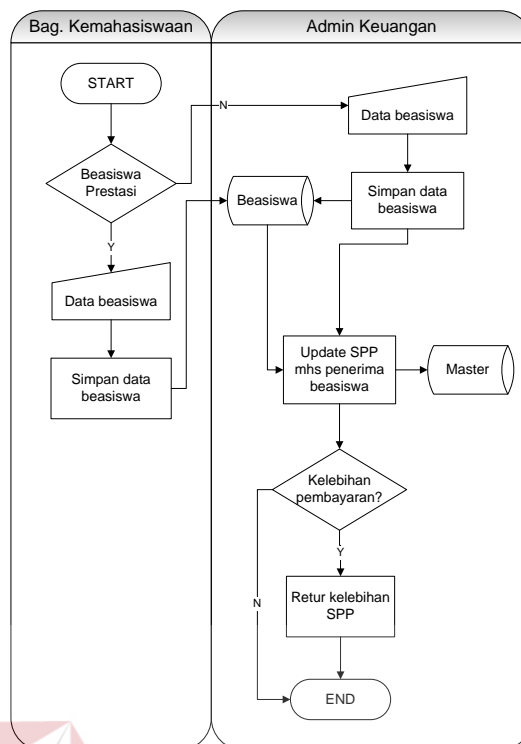 Bag. Kemahasiswaan
Admin Keuangan
START
N
Data beasiswa
Beasiswa
Prestasi
Beasiswa
Simpan data
beasiswa
Y
Data beasiswa
Simpan data
beasiswa
Update SPP
mhs penerima
beasiswa
Master
Kelebihan
pembayaran?
Y
N
Retur kelebihan
SPP
END